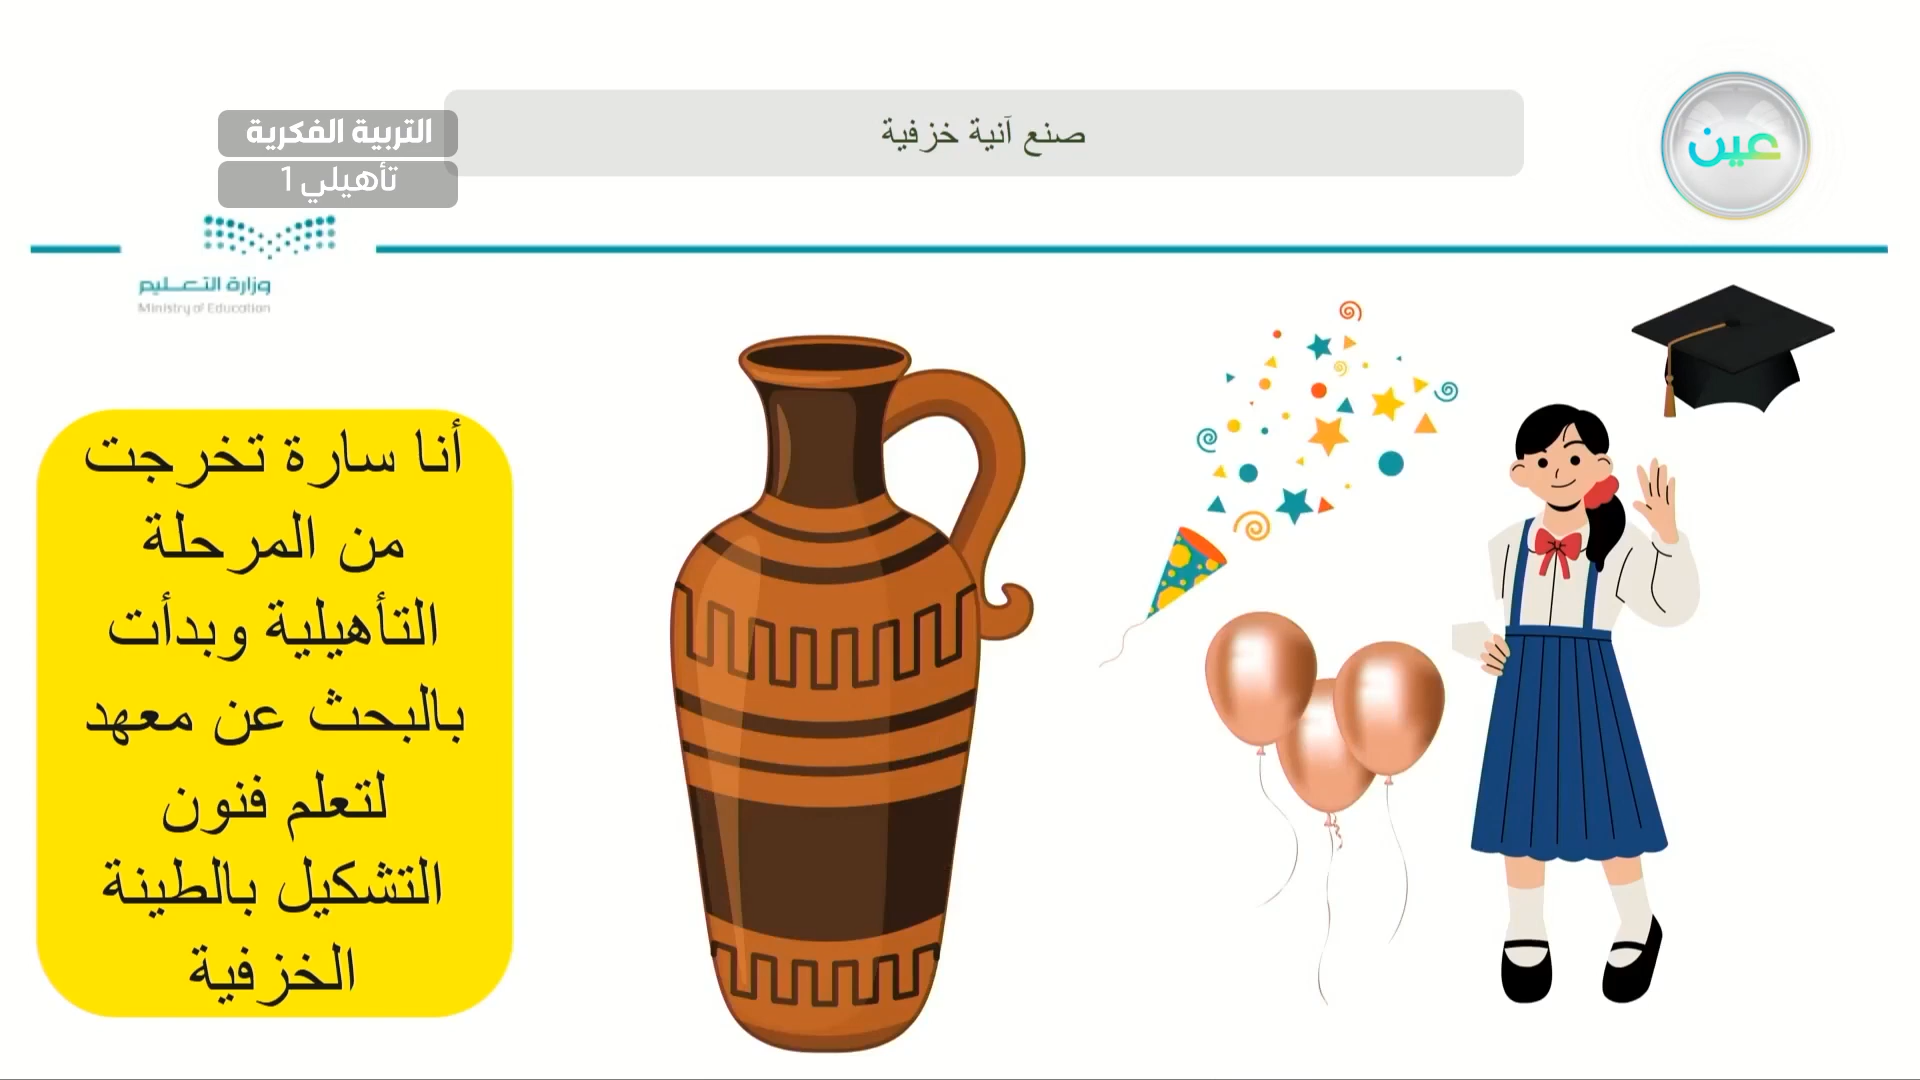 عين
صنع آنية خزفية
التربية الفكرية
تأهيلي 1
وزارة التعـــليم
Ministry of Education
أنا سارة تخرجت
من المرحلة
التأهيلية وبدأت
بالبحث عن معهد
لتعلم فنون
التشكيل بالطينة
الخزفية